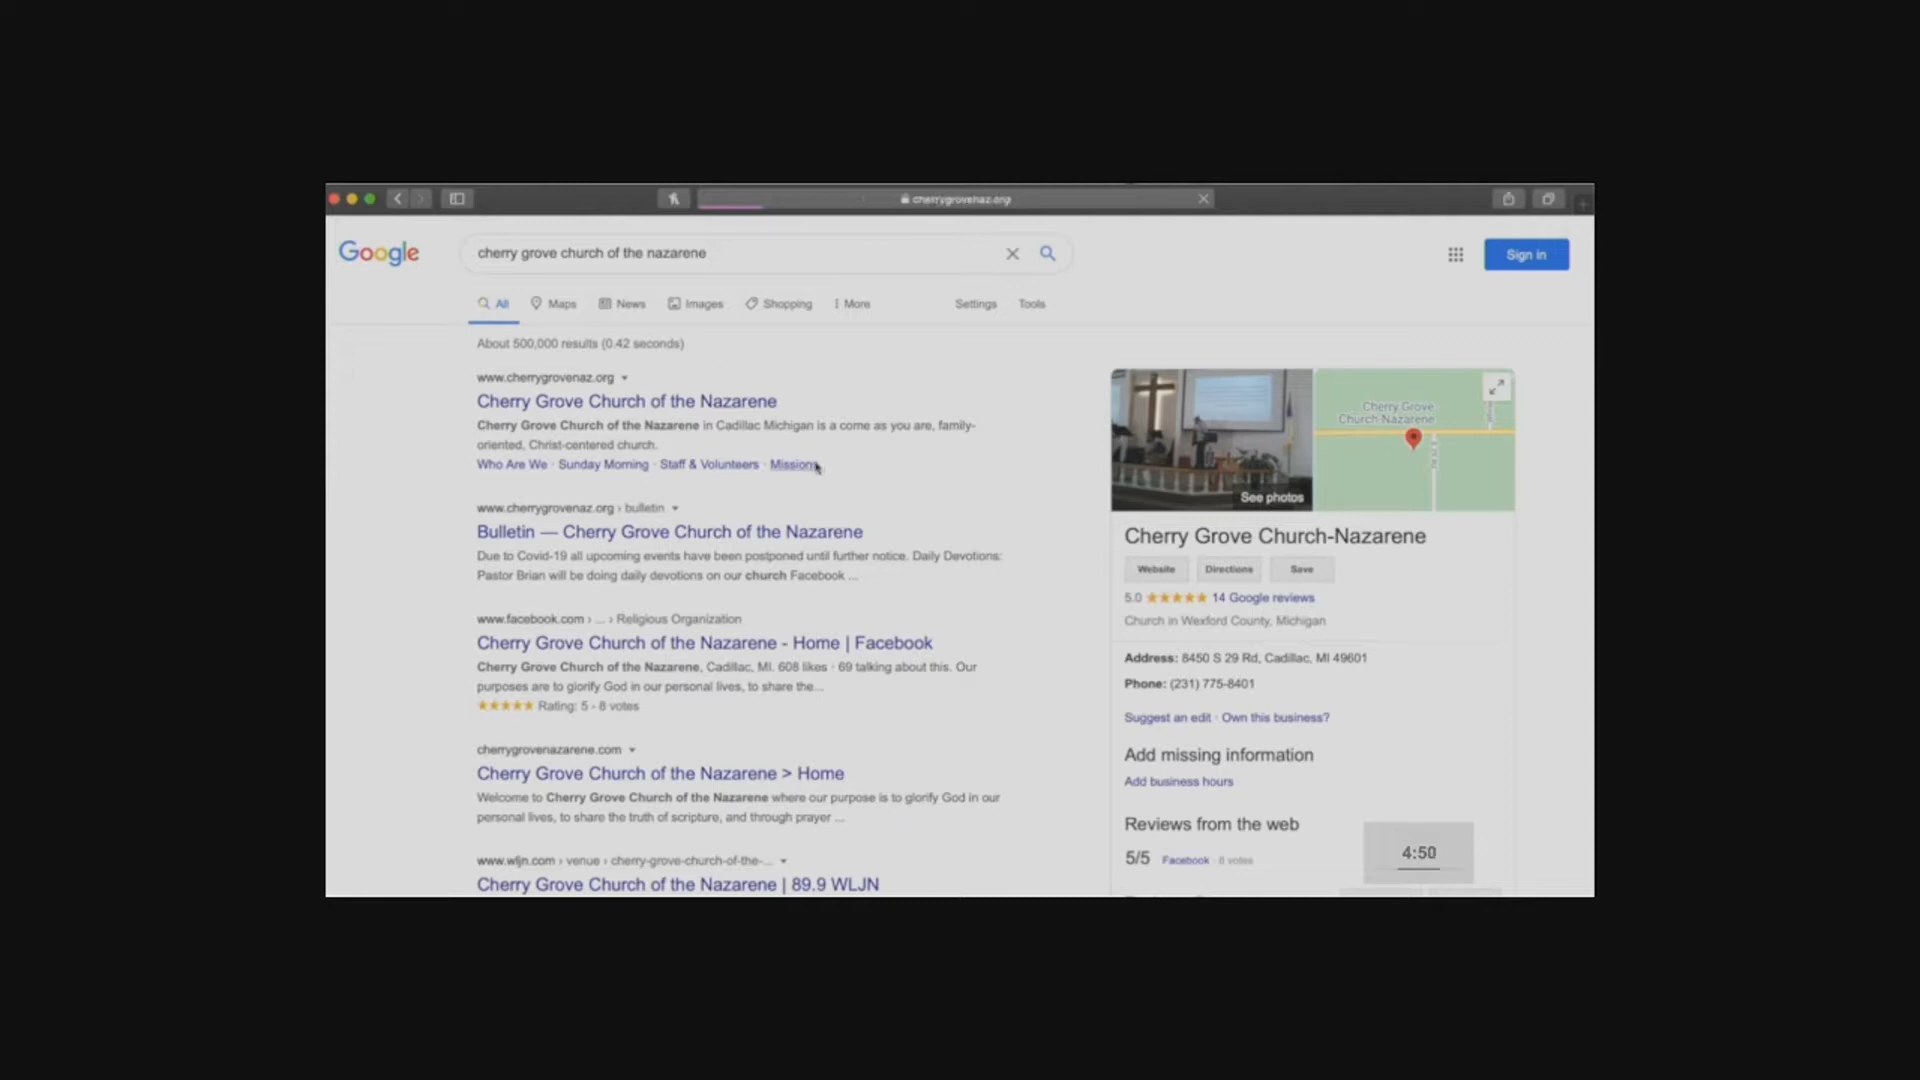 cherrygrovenaz.org
Google
cherry grove church of the nazarene
Sign in
All
Maps
News
Images
Shopping
More
Settings
Tools
About 500,000 results (0.42 seconds)
www.cherrygrovenaz.org
Cherry Grove Church of the Nazarene
Cherry Grove Church of the Nazarene in Cadillac Michigan is a come as you are, family-
oriented, Christ-centered church.
Who Are We · Sunday Morning · Staff & Volunteers · Missions
www.cherrygrovenaz.org › bulletin
Bulletin — Cherry Grove Church of the Nazarene
Due to Covid-19 all upcoming events have been postponed until further notice. Daily Devotions:
Pastor Brian will be doing daily devotions on our church Facebook ...
www.facebook.com › ... › Religious Organization
Cherry Grove Church of the Nazarene - Home | Facebook
Cherry Grove Church of the Nazarene, Cadillac, MI. 608 likes · 69 talking about this. Our
purposes are to glorify God in our personal lives, to share the...
Rating: 5 - 8 votes
cherrygrovenazarene.com
Cherry Grove Church of the Nazarene > Home
Welcome to Cherry Grove Church of the Nazarene where our purpose is to glorify God in our
personal lives, to share the truth of scripture, and through prayer ...
www.wljn.com › venue › cherry-grove-church-of-the-...
Cherry Grove Church of the Nazarene | 89.9 WLJN
See photos
Cherry Grove
Church-Nazarene
Cherry Grove Church-Nazarene
Website
Directions
Save
5.0 14 Google reviews
Church in Wexford County, Michigan
Address: 8450 S 29 Rd, Cadillac, MI 49601
Phone: (231) 775-8401
Suggest an edit · Own this business?
Add missing information
Add business hours
Reviews from the web
5/5 Facebook · 8 votes
4:50